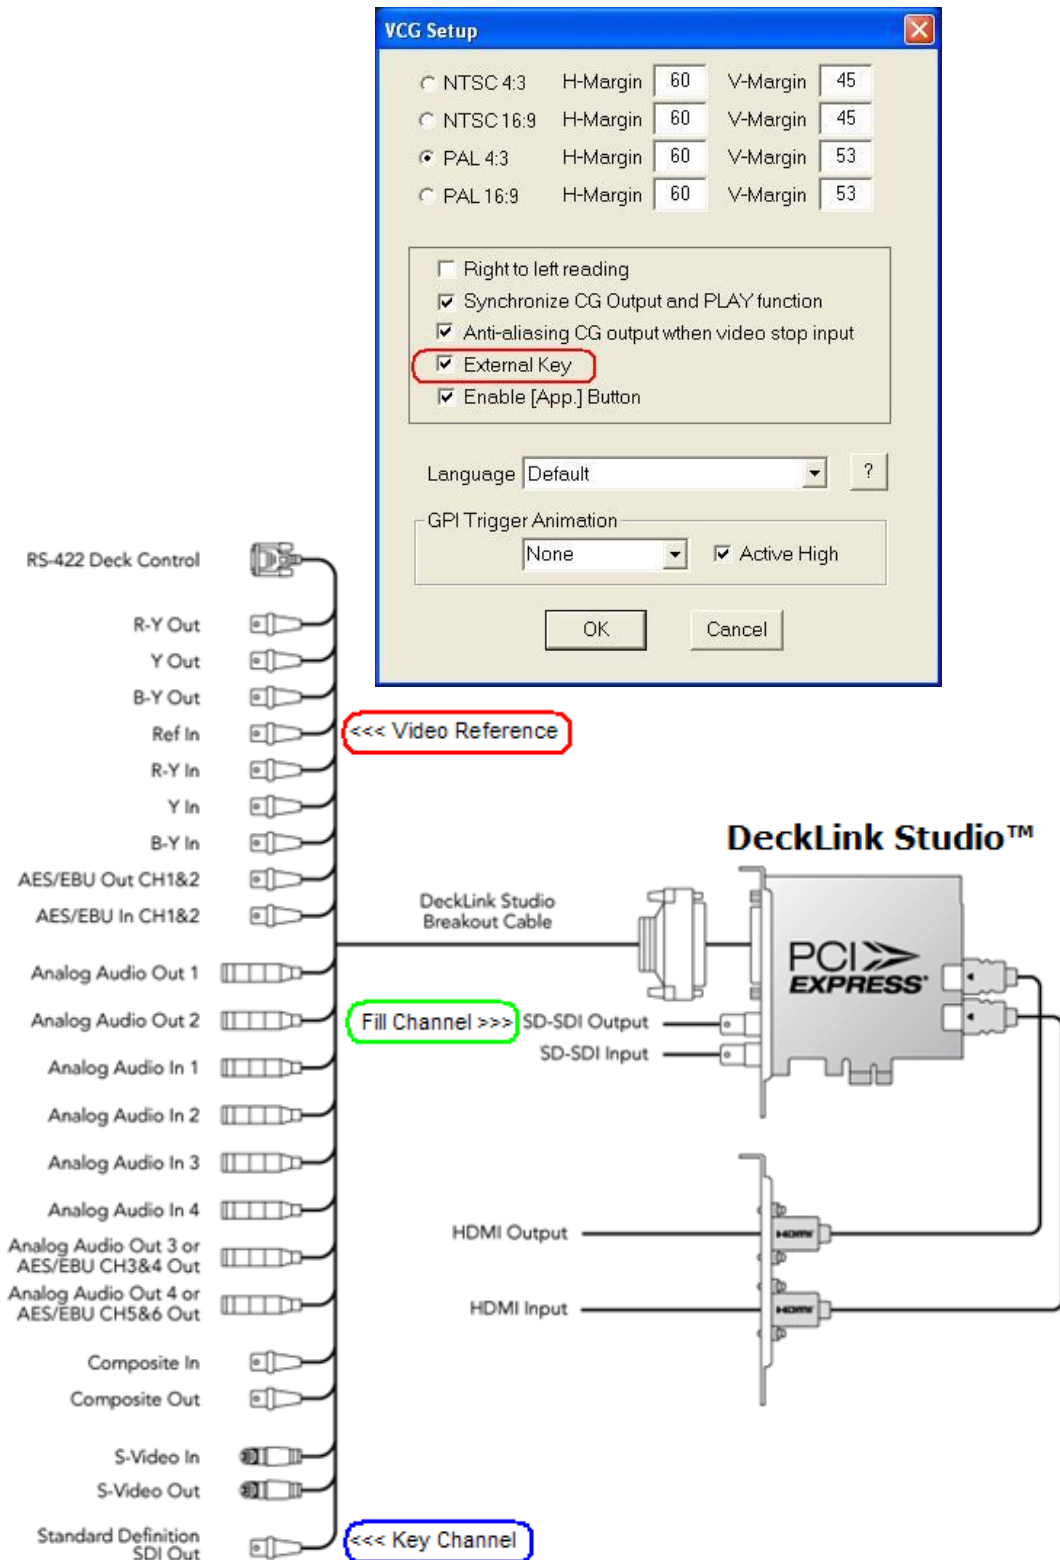 VCG Setup
NTSC 4:3 H-Margin 60 V-Margin 45
NTSC 16:9 H-Margin 60 V-Margin 45
PAL 4:3 H-Margin 60 V-Margin 53
PAL 16:9 H-Margin 60 V-Margin 53
Right to left reading
Synchronize CG Output and PLAY function
Anti-aliasing CG output wthen video stop input
External Key
Enable [App.] Button
Language Default ?
GPI Trigger Animation
None Active High
OK Cancel
RS-422 Deck Control
R-Y Out
Y Out
B-Y Out
Ref In
<<< Video Reference
R-Y In
Y In
B-Y In
AES/EBU Out CH1&2
AES/EBU In CH1&2
Analog Audio Out 1
Analog Audio Out 2
Analog Audio In 1
Analog Audio In 2
Analog Audio In 3
Analog Audio In 4
Analog Audio Out 3 or
AES/EBU CH3&4 Out
Analog Audio Out 4 or
AES/EBU CH5&6 Out
Composite In
Composite Out
S-Video In
S-Video Out
Standard Definition
SDI Out
<<< Key Channel
DeckLink Studio™
DeckLink Studio
Breakout Cable
PCI
EXPRESS®
Fill Channel >>>
SD-SDI Output
SD-SDI Input
HDMI Output
HDMI
HDMI Input
HDMI